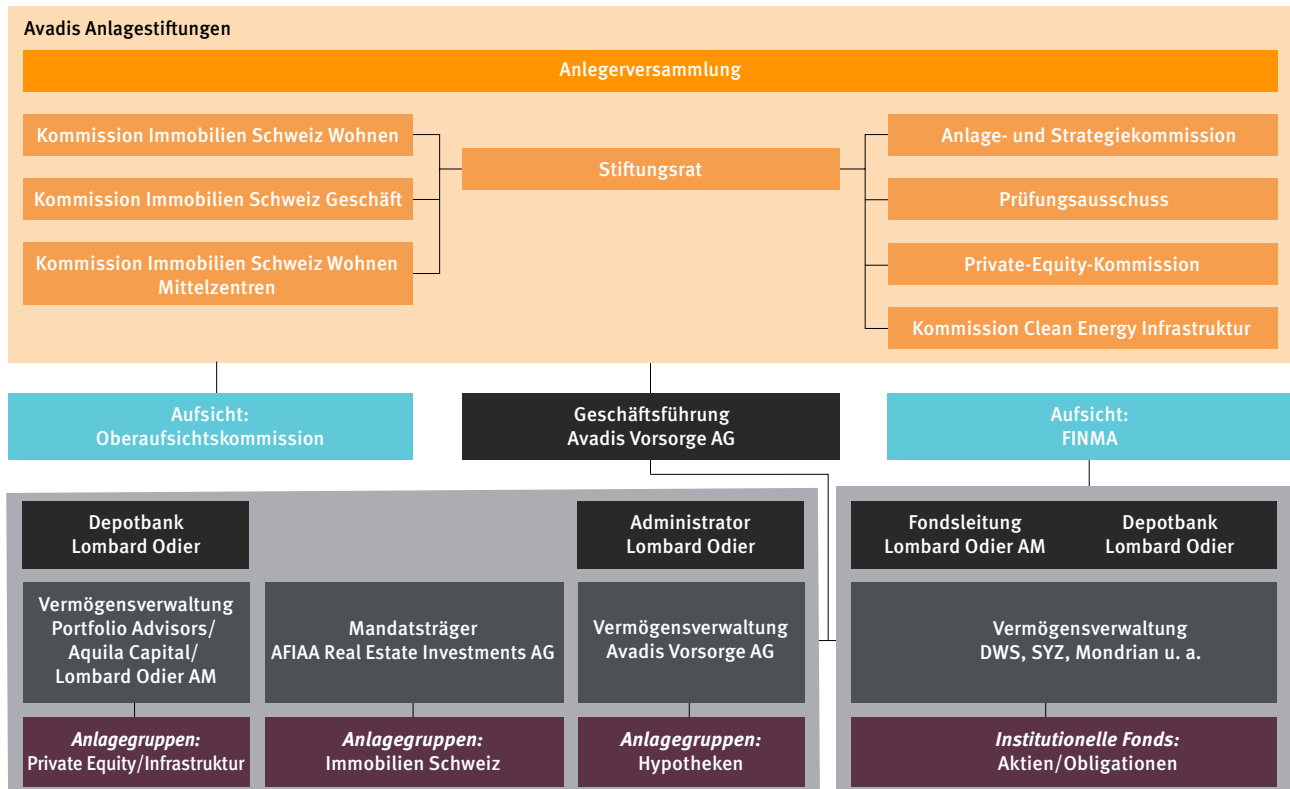 Avadis Anlagestiftungen
Anlegerversammlung
Kommission Immobilien Schweiz Wohnen
Kommission Immobilien Schweiz Geschäft
Kommission Immobilien Schweiz Wohnen
Mittelzentren
Stiftungsrat
Anlage- und Strategiekommission
Prüfungsausschuss
Private-Equity-Kommission
Kommission Clean Energy Infrastruktur
Aufsicht:
Oberaufsichtskommission
Geschäftsführung
Avadis Vorsorge AG
Aufsicht:
FINMA
Depotbank
Lombard Odier
Administrator
Lombard Odier
Fondsleitung
Lombard Odier AM
Depotbank
Lombard Odier
Vermögensverwaltung
Portfolio Advisors/
Aquila Capital/
Lombard Odier AM
Mandatsträger
AFIAA Real Estate Investments AG
Vermögensverwaltung
Avadis Vorsorge AG
Vermögensverwaltung
DWS, SYZ, Mondrian u. a.
Anlagegruppen:
Private Equity/Infrastruktur
Anlagegruppen:
Immobilien Schweiz
Anlagegruppen:
Hypotheken
Institutionelle Fonds:
Aktien/Obligationen